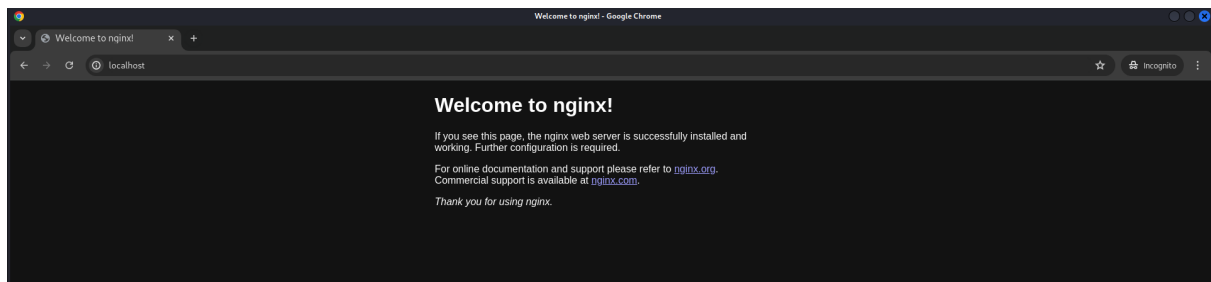 Welcome to nginx! - Google Chrome
Welcome to nginx!
localhost
Incognito
Welcome to nginx!
If you see this page, the nginx web server is successfully installed and
working. Further configuration is required.
For online documentation and support please refer to nginx.org.
Commercial support is available at nginx.com.
Thank you for using nginx.